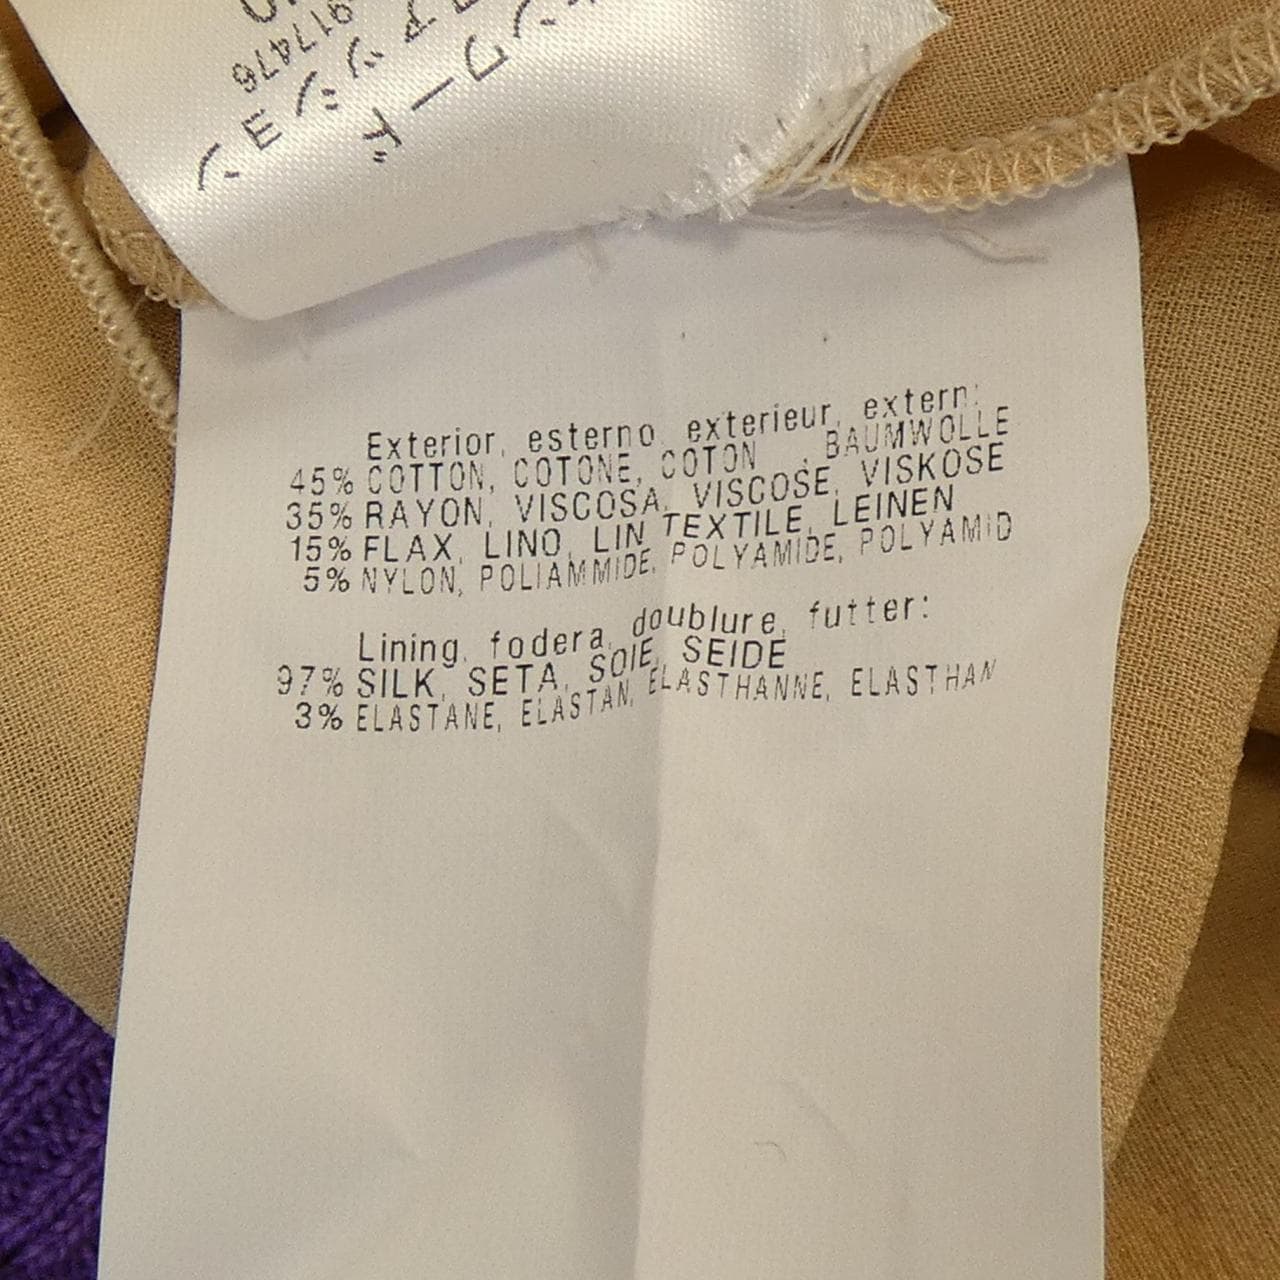 917476
Exterior, esterno, exterieur, extern:
45% COTTON, COTONE, COTON , BAUMWOLLE
35% RAYON, VISCOSA, VISCOSE, VISKOSE
15% FLAX, LINO, LIN TEXTILE, LEINEN
5% NYLON, POLIAMMIDE, POLYAMIDE, POLYAMID
Lining, fodera, doublure, futter:
97% SILK, SETA, SOIE, SEIDE
3% ELASTANE, ELASTAN, ELASTHANNE, ELASTHAN